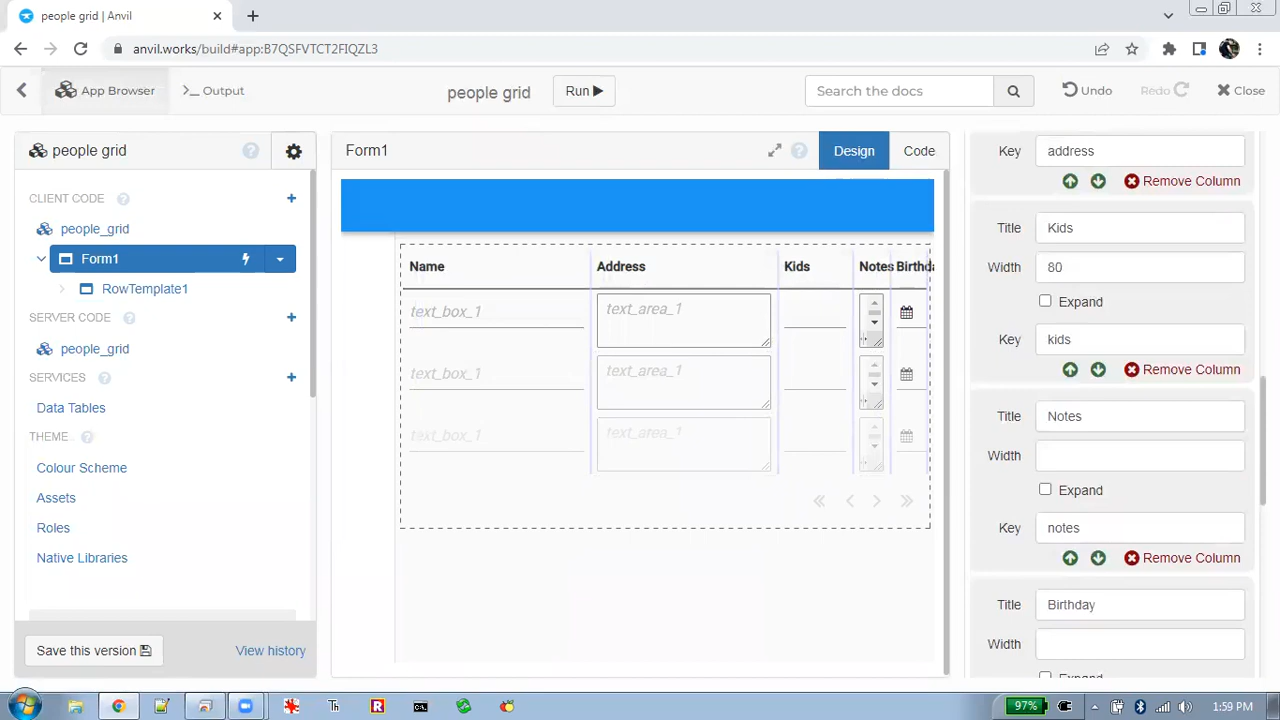 people grid | Anvil
anvil.works/build#app:B7QSFVTCT2FIQZL3
App Browser
>_ Output
people grid
Run
Search the docs
Undo
Redo
Close
people grid
Form1
Design
Code
CLIENT CODE
people_grid
Form1
RowTemplate1
SERVER CODE
people_grid
SERVICES
Data Tables
THEME
Colour Scheme
Assets
Roles
Native Libraries
Save this version
View history
Name
Address
Kids
Notes
Birthda
text_box_1
text_area_1
text_box_1
text_area_1
text_box_1
text_area_1
Key
address
Remove Column
Title
Kids
Width
80
Expand
Key
kids
Remove Column
Title
Notes
Width
Expand
Key
notes
Remove Column
Title
Birthday
Width
Expand
97%
1:59 PM